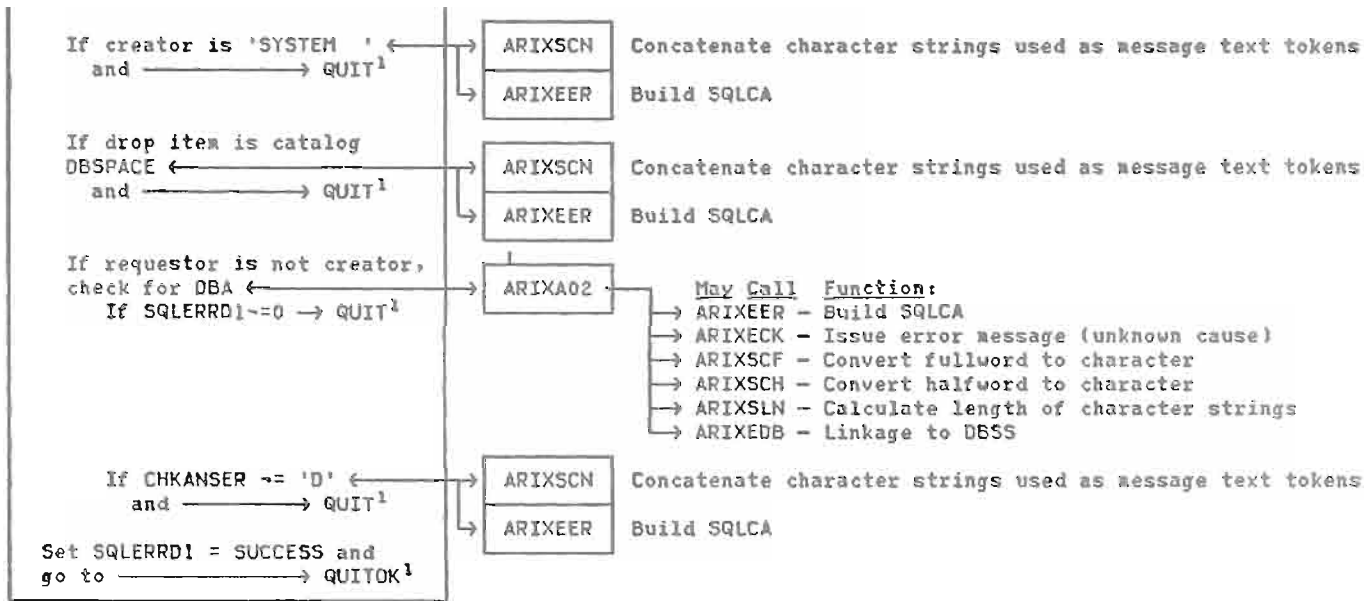 If creator is 'SYSTEM  ' ARIXSCN Concatenate character strings used as message text tokens
and QUIT1
ARIXEER Build SQLCA
If drop item is catalog
DBSPACE ARIXSCN Concatenate character strings used as message text tokens
and QUIT1
ARIXEER Build SQLCA
If requestor is not creator,
check for DBA ARIXA02 May Call Function:
If SQLERRD1¬=0 → QUIT1 ARIXEER – Build SQLCA
ARIXECK – Issue error message (unknown cause)
ARIXSCF – Convert fullword to character
ARIXSCH – Convert halfword to character
ARIXSLN – Calculate length of character strings
ARIXEDB – Linkage to DBSS
If CHKANSER ¬= 'D' ARIXSCN Concatenate character strings used as message text tokens
and QUIT1
ARIXEER Build SQLCA
Set SQLERRD1 = SUCCESS and
go to QUITOK1